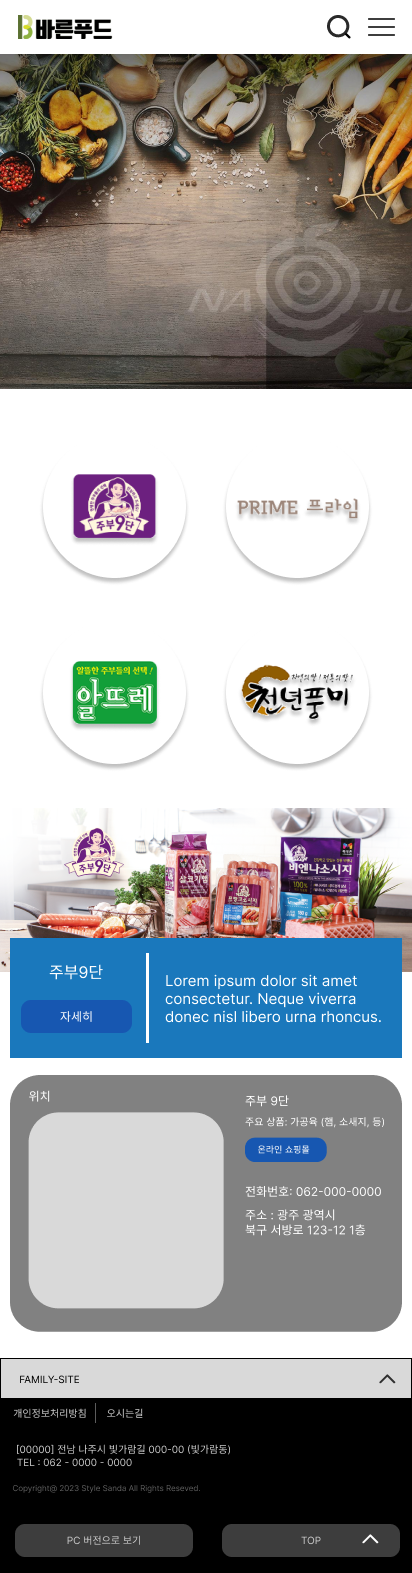 바른푸드
NA JU
주부9단
PRIME 프라임
알뜰한 주부들의 선택!
알뜨레
천년풍미
주부9단
비엔나소시지
주부9단
자세히
Lorem ipsum dolor sit amet
consectetur. Neque viverra
donec nisl libero urna rhoncus.
위치
주부 9단
주요 상품: 가공육 (햄, 소새지, 등)
온라인 쇼핑몰
전화번호: 062-000-0000
주소 : 광주 광역시
북구 서방로 123-12 1층
FAMILY-SITE
개인정보처리방침
오시는길
[00000] 전남 나주시 빛가람길 000-00 (빛가람동)
TEL : 062 - 0000 - 0000
Copyright@ 2023 Style Sanda All Rights Reseved.
PC 버전으로 보기
TOP